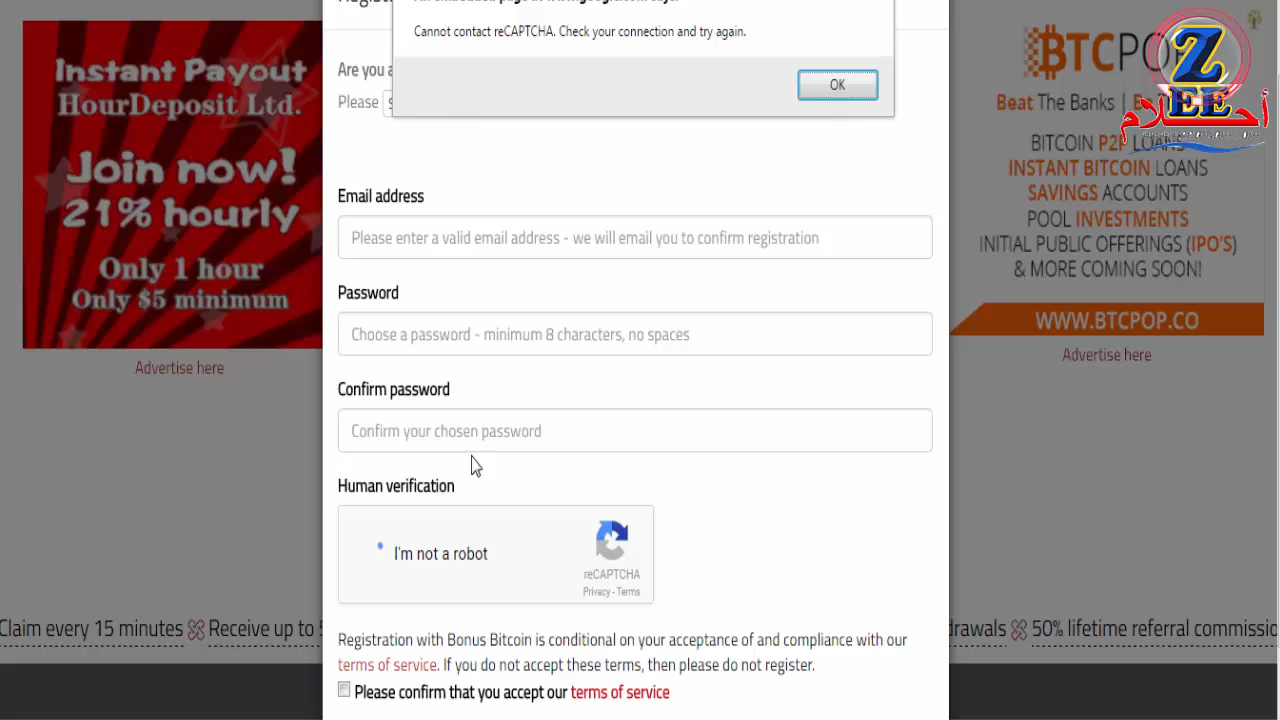 Cannot contact reCAPTCHA. Check your connection and try again.
OK
Are you a
Please
Email address
Please enter a valid email address - we will email you to confirm registration
Password
Choose a password - minimum 8 characters, no spaces
Confirm password
Confirm your chosen password
Human verification
I'm not a robot
reCAPTCHA
Privacy - Terms
Registration with Bonus Bitcoin is conditional on your acceptance of and compliance with our
terms of service. If you do not accept these terms, then please do not register.
Please confirm that you accept our terms of service
Instant Payout
HourDeposit Ltd.
Join now!
21% hourly
Only 1 hour
Only $5 minimum
Advertise here
BTCPOP
Beat The Banks |
BITCOIN P2P LOANS
INSTANT BITCOIN LOANS
SAVINGS ACCOUNTS
POOL INVESTMENTS
INITIAL PUBLIC OFFERINGS (IPO'S)
& MORE COMING SOON!
WWW.BTCPOP.CO
Advertise here
Z
EE
أحلام
Claim every 15 minutes Receive up to
50% lifetime referral commissio